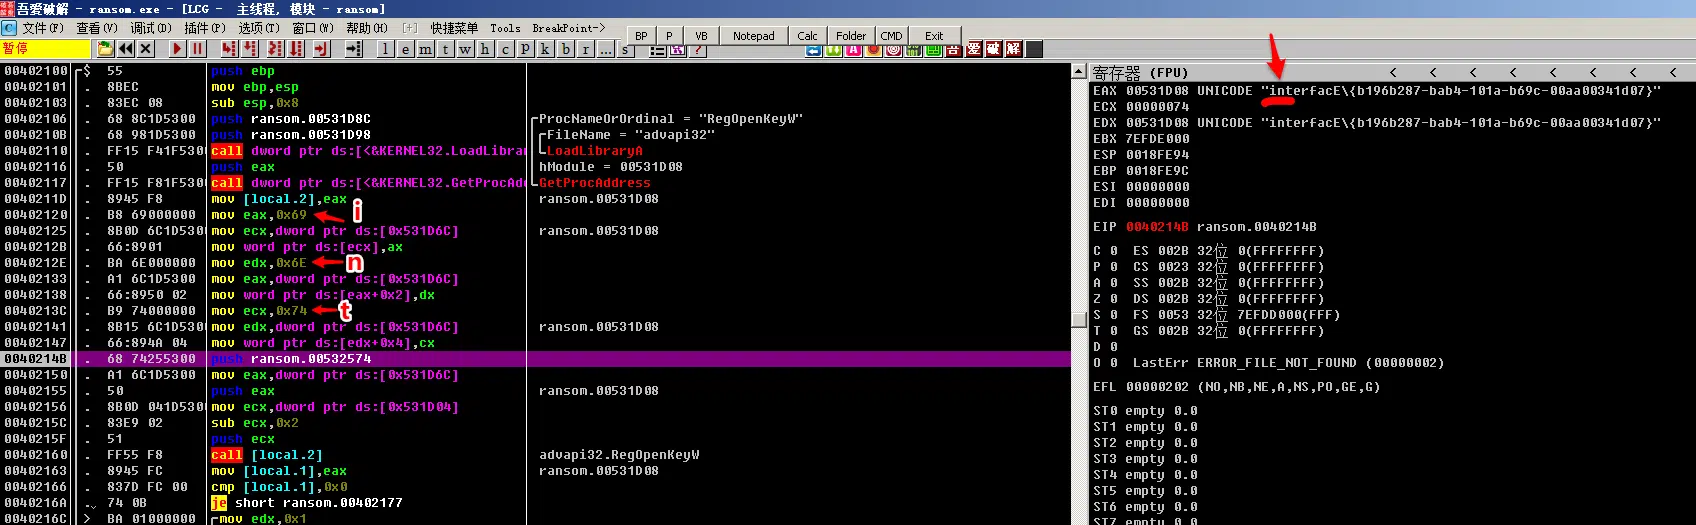 吾爱破解 - ransom.exe - [LCG - 主线程, 模块 - ransom]
C 文件(F) 查看(V) 调试(D) 插件(P) 选项(T) 窗口(W) 帮助(H) [+] 快捷菜单 Tools BreakPoint->
暂停 l e m t w h c p k b r ... s BP P VB Notepad Calc Folder CMD Exit 吾 爱 破 解
00402100 $ 55 push ebp
00402101 . 8BEC mov ebp,esp
00402103 . 83EC 08 sub esp,0x8
00402106 . 68 8C1D5300 push ransom.00531D8C ProcNameOrOrdinal = "RegOpenKeyW"
0040210B . 68 981D5300 push ransom.00531D98 FileName = "advapi32"
00402110 . FF15 F41F5300 call dword ptr ds:[<&KERNEL32.LoadLibrar LoadLibraryA
00402116 . 50 push eax hModule = 00531D08
00402117 . FF15 F81F5300 call dword ptr ds:[<&KERNEL32.GetProcAdd GetProcAddress
0040211D . 8945 F8 mov [local.2],eax ransom.00531D08
00402120 . B8 69000000 mov eax,0x69 i
00402125 . 8B0D 6C1D5300 mov ecx,dword ptr ds:[0x531D6C] ransom.00531D08
0040212B . 66:8901 mov word ptr ds:[ecx],ax
0040212E . BA 6E000000 mov edx,0x6E n
00402133 . A1 6C1D5300 mov eax,dword ptr ds:[0x531D6C]
00402138 . 66:8950 02 mov word ptr ds:[eax+0x2],dx
0040213C . B9 74000000 mov ecx,0x74 t
00402141 . 8B15 6C1D5300 mov edx,dword ptr ds:[0x531D6C] ransom.00531D08
00402147 . 66:894A 04 mov word ptr ds:[edx+0x4],cx
0040214B . 68 74255300 push ransom.00532574
00402150 . A1 6C1D5300 mov eax,dword ptr ds:[0x531D6C]
00402155 . 50 push eax ransom.00531D08
00402156 . 8B0D 041D5300 mov ecx,dword ptr ds:[0x531D04]
0040215C . 83E9 02 sub ecx,0x2
0040215F . 51 push ecx
00402160 . FF55 F8 call [local.2] advapi32.RegOpenKeyW
00402163 . 8945 FC mov [local.1],eax ransom.00531D08
00402166 . 837D FC 00 cmp [local.1],0x0
0040216A . 74 0B je short ransom.00402177
0040216C > BA 01000000 mov edx,0x1
寄存器 (FPU) < < < < < < < <
EAX 00531D08 UNICODE "interfacE\{b196b287-bab4-101a-b69c-00aa00341d07}"
ECX 00000074
EDX 00531D08 UNICODE "interfacE\{b196b287-bab4-101a-b69c-00aa00341d07}"
EBX 7EFDE000
ESP 0018FE94
EBP 0018FE9C
ESI 00000000
EDI 00000000
EIP 0040214B ransom.0040214B
C 0 ES 002B 32位 0(FFFFFFFF)
P 0 CS 0023 32位 0(FFFFFFFF)
A 0 SS 002B 32位 0(FFFFFFFF)
Z 0 DS 002B 32位 0(FFFFFFFF)
S 0 FS 0053 32位 7EFDD000(FFF)
T 0 GS 002B 32位 0(FFFFFFFF)
D 0
O 0 LastErr ERROR_FILE_NOT_FOUND (00000002)
EFL 00000202 (NO,NB,NE,A,NS,PO,GE,G)
ST0 empty 0.0
ST1 empty 0.0
ST2 empty 0.0
ST3 empty 0.0
ST4 empty 0.0
ST5 empty 0.0
ST6 empty 0.0
ST7 empty 0.0